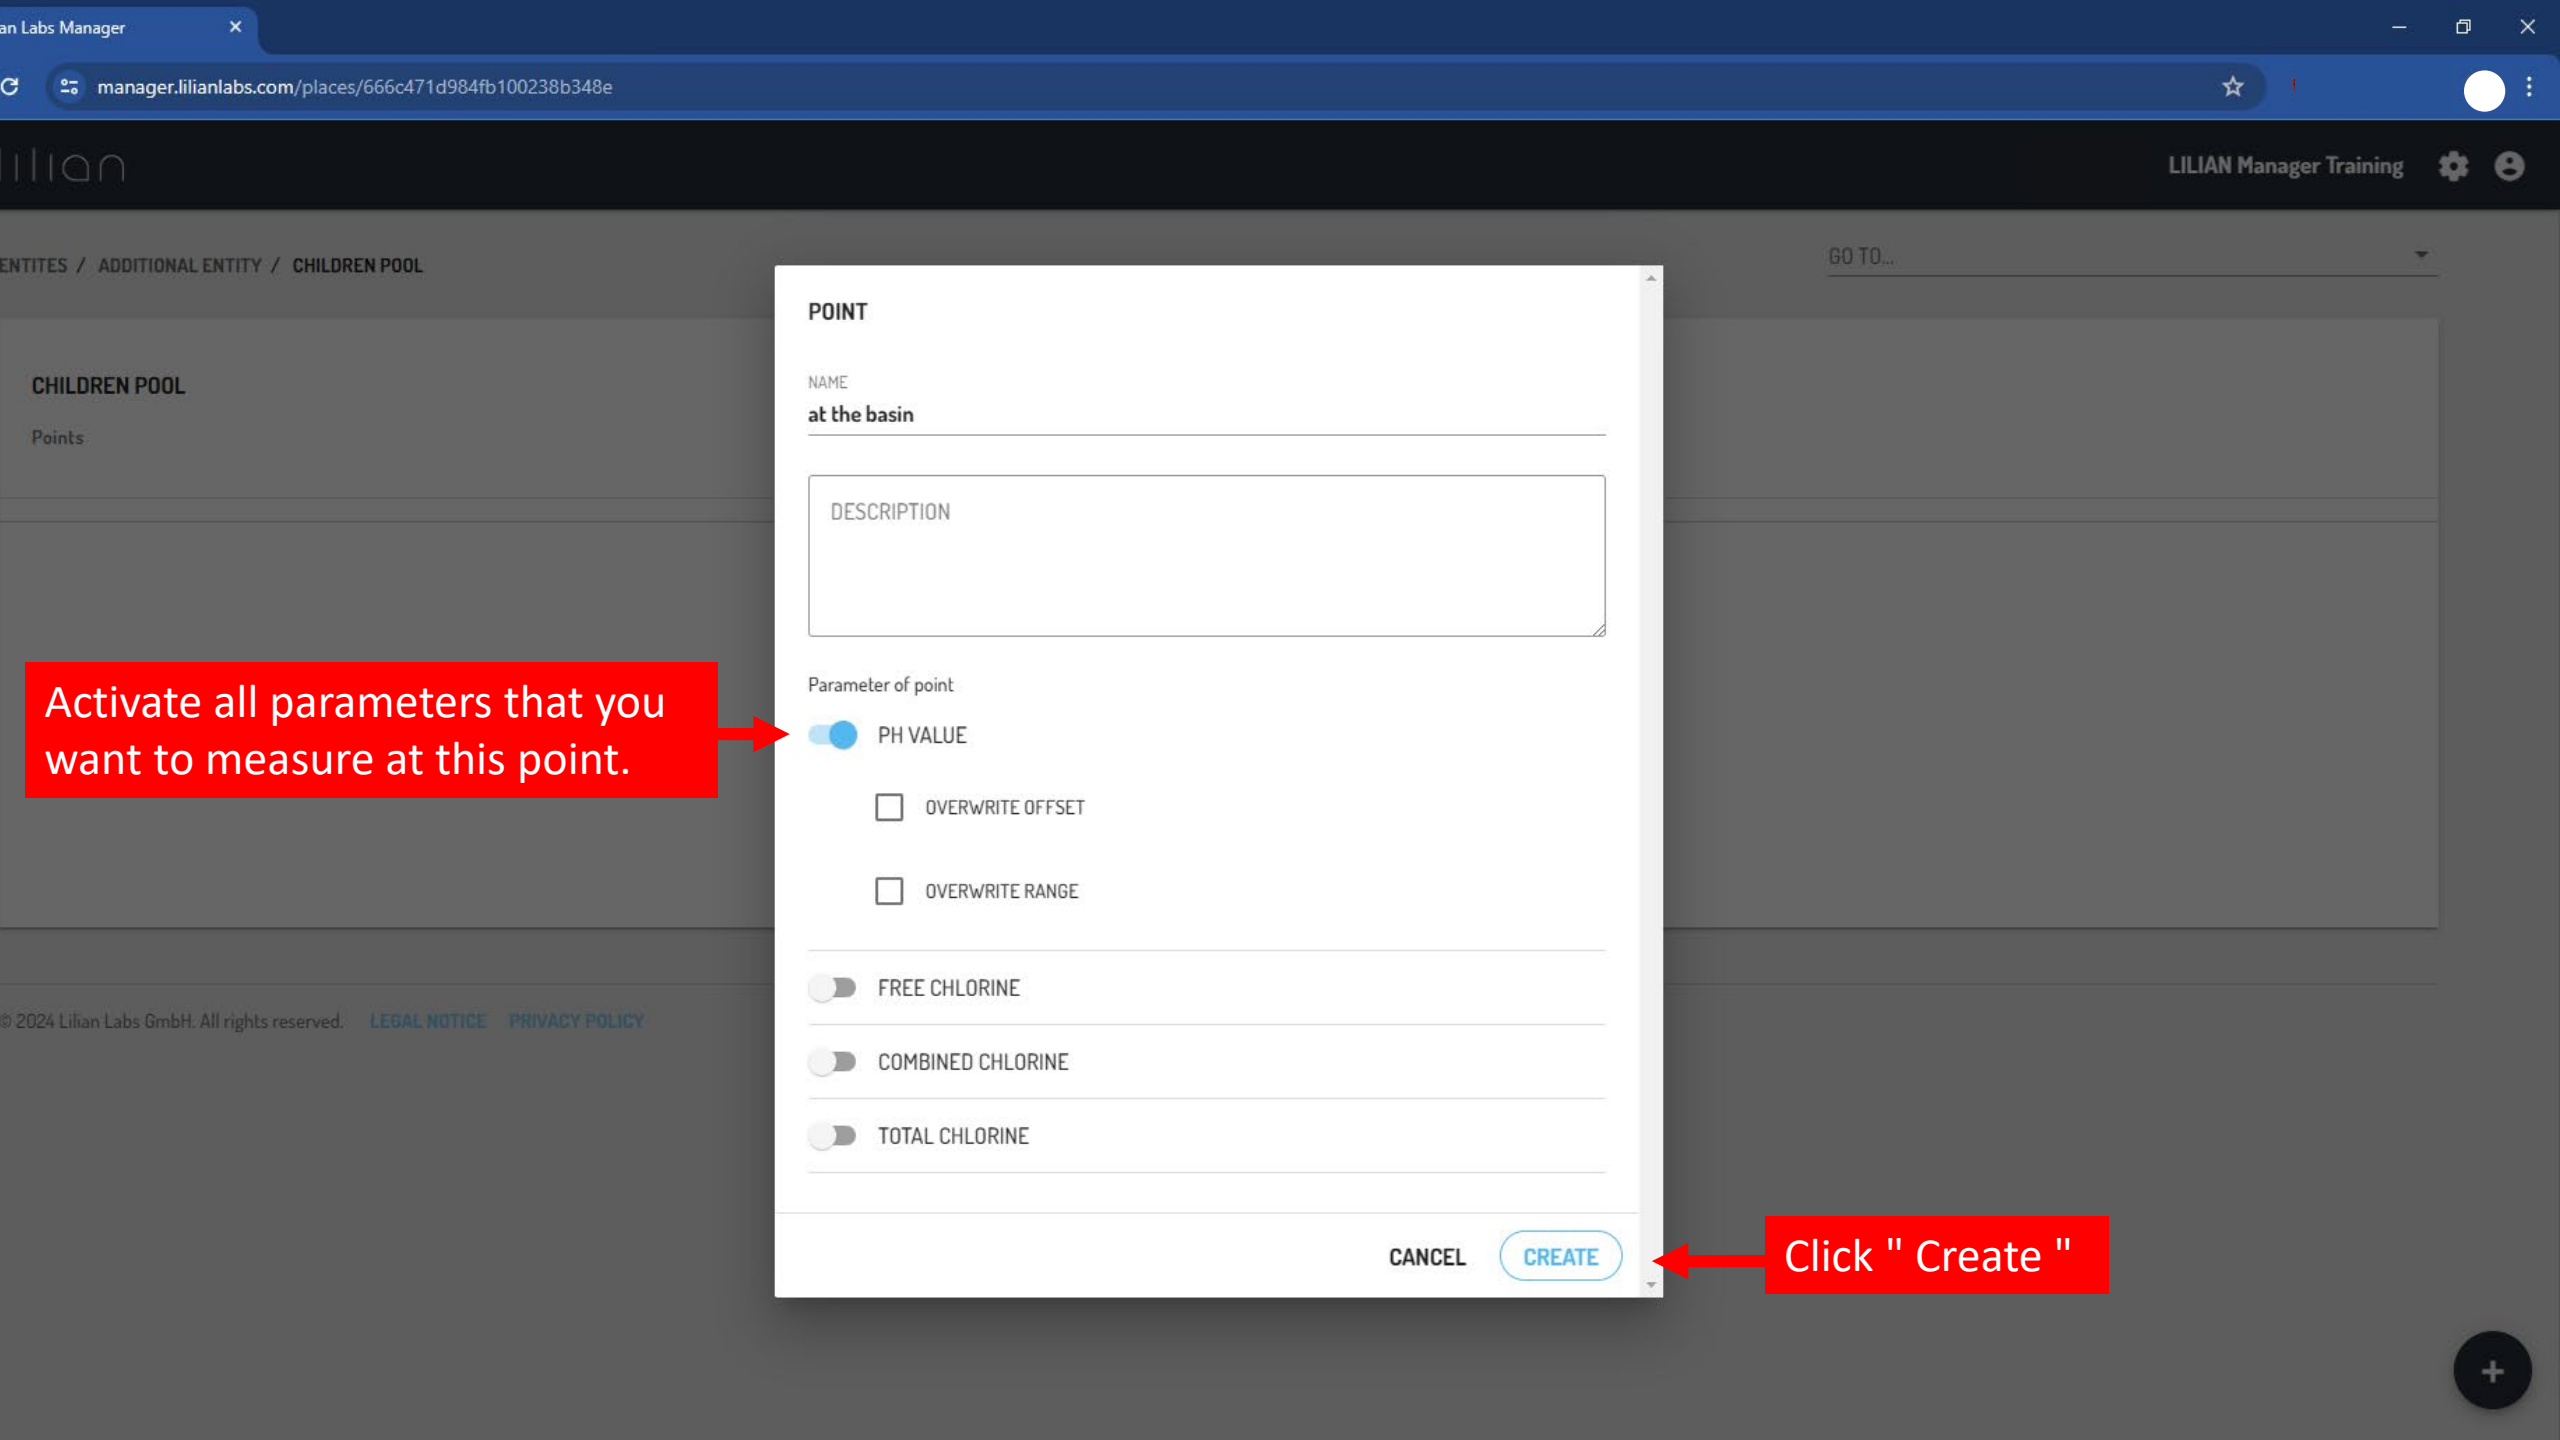 an Labs Manager
manager.lilianlabs.com/places/666c471d984fb100238b348e
lilian
LILIAN Manager Training
ENTITES / ADDITIONAL ENTITY / CHILDREN POOL
GO TO...
CHILDREN POOL
Points
POINT
NAME
at the basin
DESCRIPTION
Activate all parameters that you
want to measure at this point.
Parameter of point
PH VALUE
OVERWRITE OFFSET
OVERWRITE RANGE
FREE CHLORINE
COMBINED CHLORINE
TOTAL CHLORINE
© 2024 Lilian Labs GmbH. All rights reserved. LEGAL NOTICE PRIVACY POLICY
CANCEL CREATE
Click " Create "